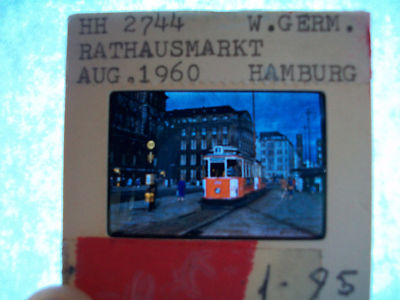 HH 2744 W.GERM.
RATHAUSMARKT
AUG.1960 HAMBURG
1-95